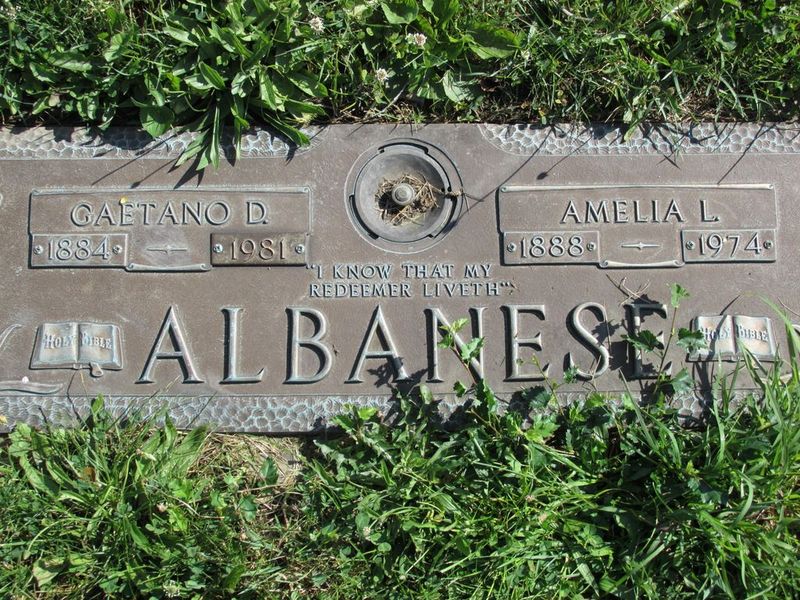 GAETANO D.
1884 1981
AMELIA L.
1888 1974
"I KNOW THAT MY
REDEEMER LIVETH"
HOLY BIBLE
ALBANESE
HOLY BIBLE